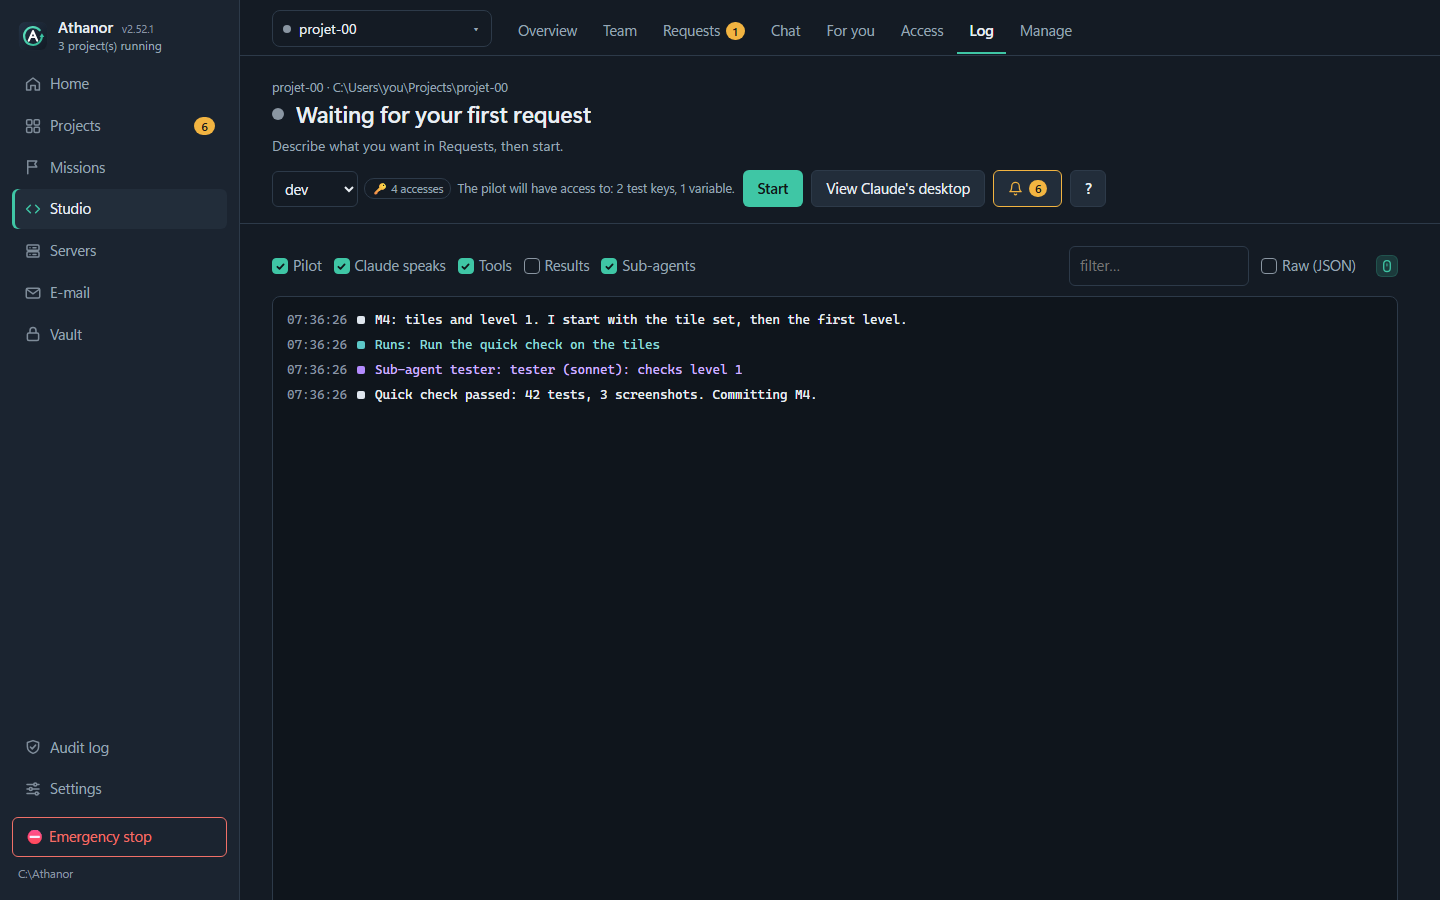 Athanor v2.52.1
3 project(s) running
Home
Projects 6
Missions
Studio
Servers
E-mail
Vault
Audit log
Settings
Emergency stop
C:\Athanor
projet-00
Overview Team Requests 1 Chat For you Access Log Manage
projet-00 · C:\Users\you\Projects\projet-00
Waiting for your first request
Describe what you want in Requests, then start.
dev 4 accesses The pilot will have access to: 2 test keys, 1 variable. Start View Claude's desktop 6 ?
Pilot Claude speaks Tools Results Sub-agents filter... Raw (JSON)
07:36:26 M4: tiles and level 1. I start with the tile set, then the first level.
07:36:26 Runs: Run the quick check on the tiles
07:36:26 Sub-agent tester: tester (sonnet): checks level 1
07:36:26 Quick check passed: 42 tests, 3 screenshots. Committing M4.